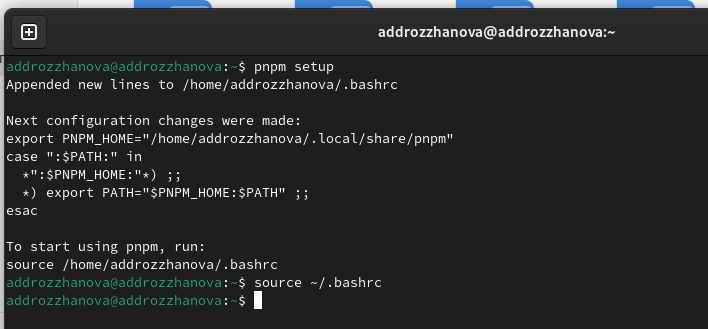 addrozzhanova@addrozzhanova:~
addrozzhanova@addrozzhanova:~$ pnpm setup
Appended new lines to /home/addrozzhanova/.bashrc

Next configuration changes were made:
export PNPM_HOME="/home/addrozzhanova/.local/share/pnpm"
case ":$PATH:" in
  *":$PNPM_HOME:"*) ;;
  *) export PATH="$PNPM_HOME:$PATH" ;;
esac

To start using pnpm, run:
source /home/addrozzhanova/.bashrc
addrozzhanova@addrozzhanova:~$ source ~/.bashrc
addrozzhanova@addrozzhanova:~$